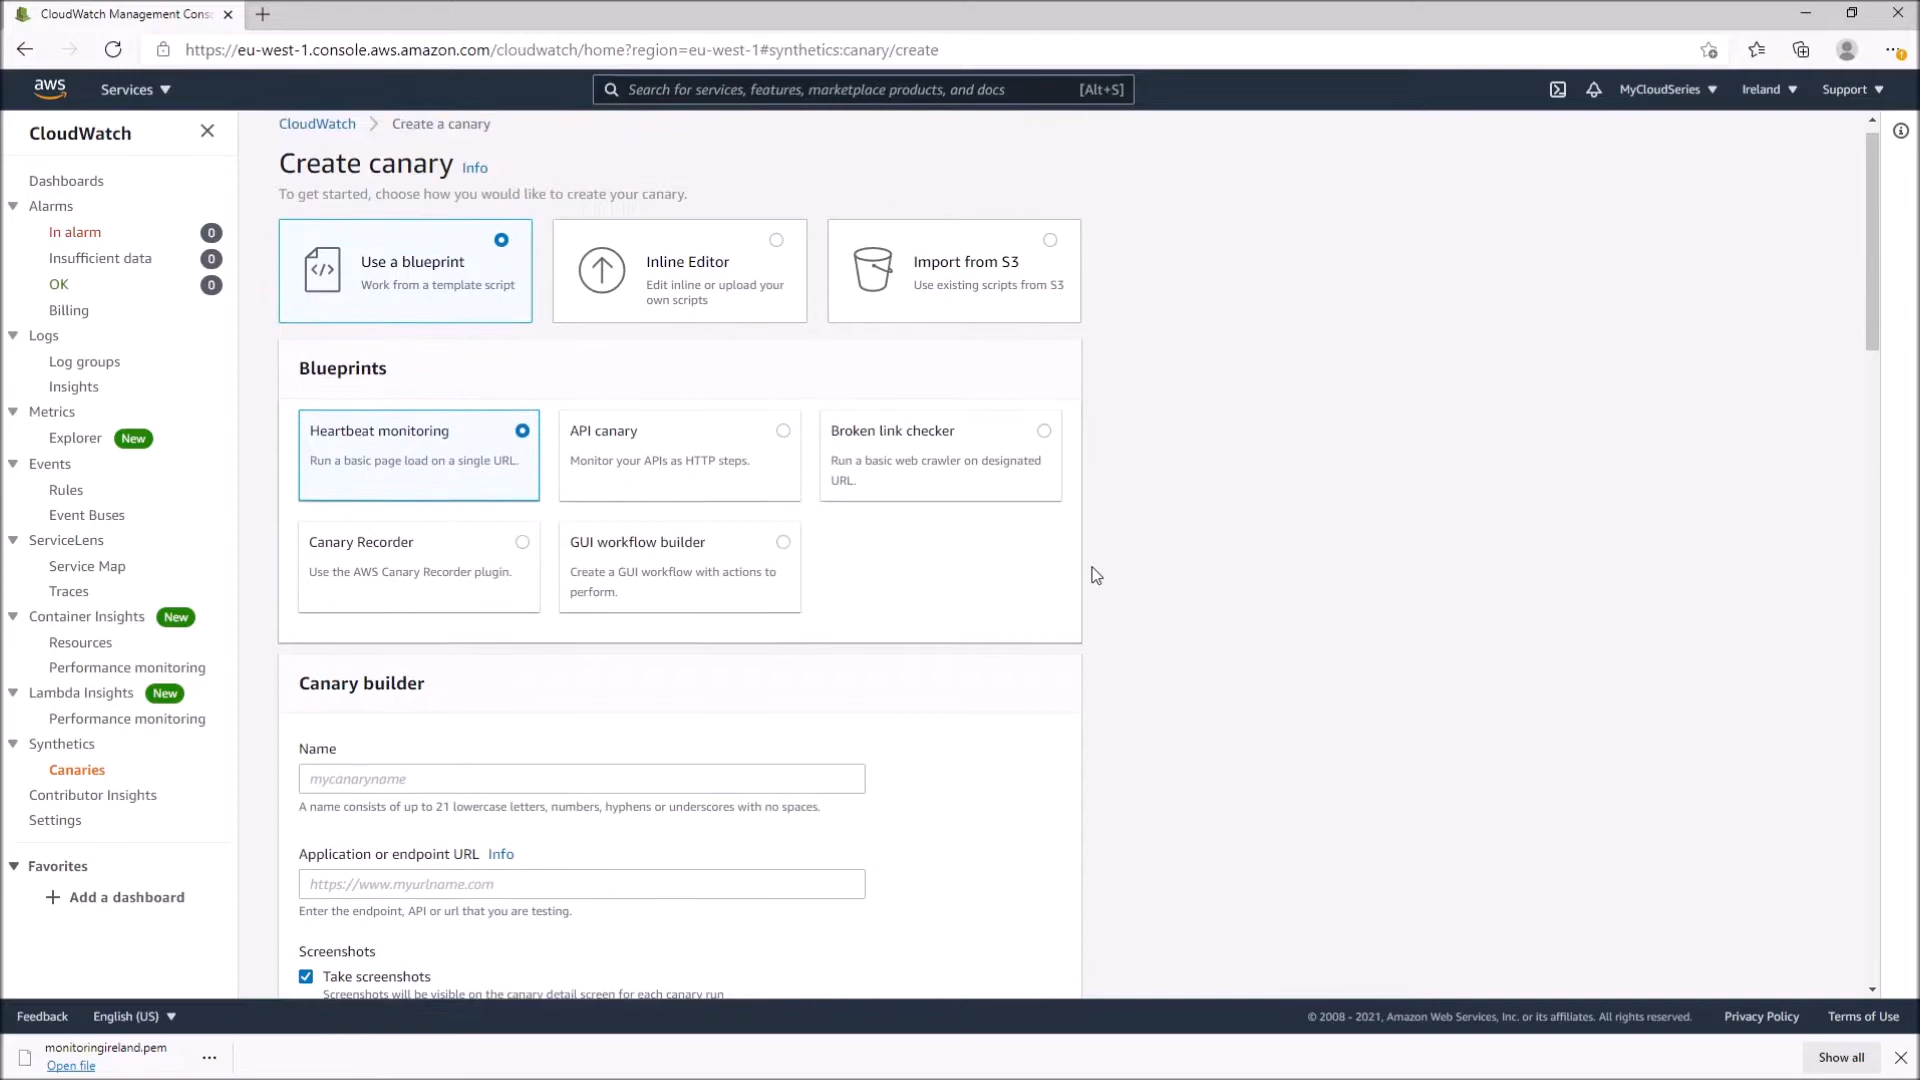 CloudWatch Management Cons
https://eu-west-1.console.aws.amazon.com/cloudwatch/home?region=eu-west-1#synthetics:canary/create
aws
Services
Search for services, features, marketplace products, and docs
[Alt+S]
MyCloudSeries
Ireland
Support
CloudWatch
Dashboards
Alarms
In alarm 0
Insufficient data 0
OK 0
Billing
Logs
Log groups
Insights
Metrics
Explorer New
Events
Rules
Event Buses
ServiceLens
Service Map
Traces
Container Insights New
Resources
Performance monitoring
Lambda Insights New
Performance monitoring
Synthetics
Canaries
Contributor Insights
Settings
Favorites
Add a dashboard
CloudWatch Create a canary
Create canary Info
To get started, choose how you would like to create your canary.
Use a blueprint
Work from a template script
Inline Editor
Edit inline or upload your
own scripts
Import from S3
Use existing scripts from S3
Blueprints
Heartbeat monitoring
Run a basic page load on a single URL.
API canary
Monitor your APIs as HTTP steps.
Broken link checker
Run a basic web crawler on designated
URL.
Canary Recorder
Use the AWS Canary Recorder plugin.
GUI workflow builder
Create a GUI workflow with actions to
perform.
Canary builder
Name
mycanaryname
A name consists of up to 21 lowercase letters, numbers, hyphens or underscores with no spaces.
Application or endpoint URL Info
https://www.myurlname.com
Enter the endpoint, API or url that you are testing.
Screenshots
Take screenshots
Screenshots will be visible on the canary detail screen for each canary run
Feedback
English (US)
© 2008 - 2021, Amazon Web Services, Inc. or its affiliates. All rights reserved.
Privacy Policy
Terms of Use
monitoringireland.pem
Open file
Show all